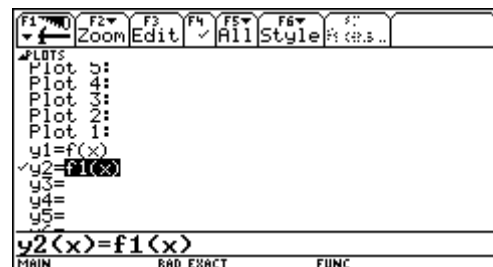 F1 F2 F3 F4 F5 F6
Zoom Edit ✓ All Style
PLOTS
Plot 5:
Plot 4:
Plot 3:
Plot 2:
Plot 1:
y1=f(x)
✓y2=f1(x)
y3=
y4=
y5=
y2(x)=f1(x)
MAIN RAD EXACT FUNC